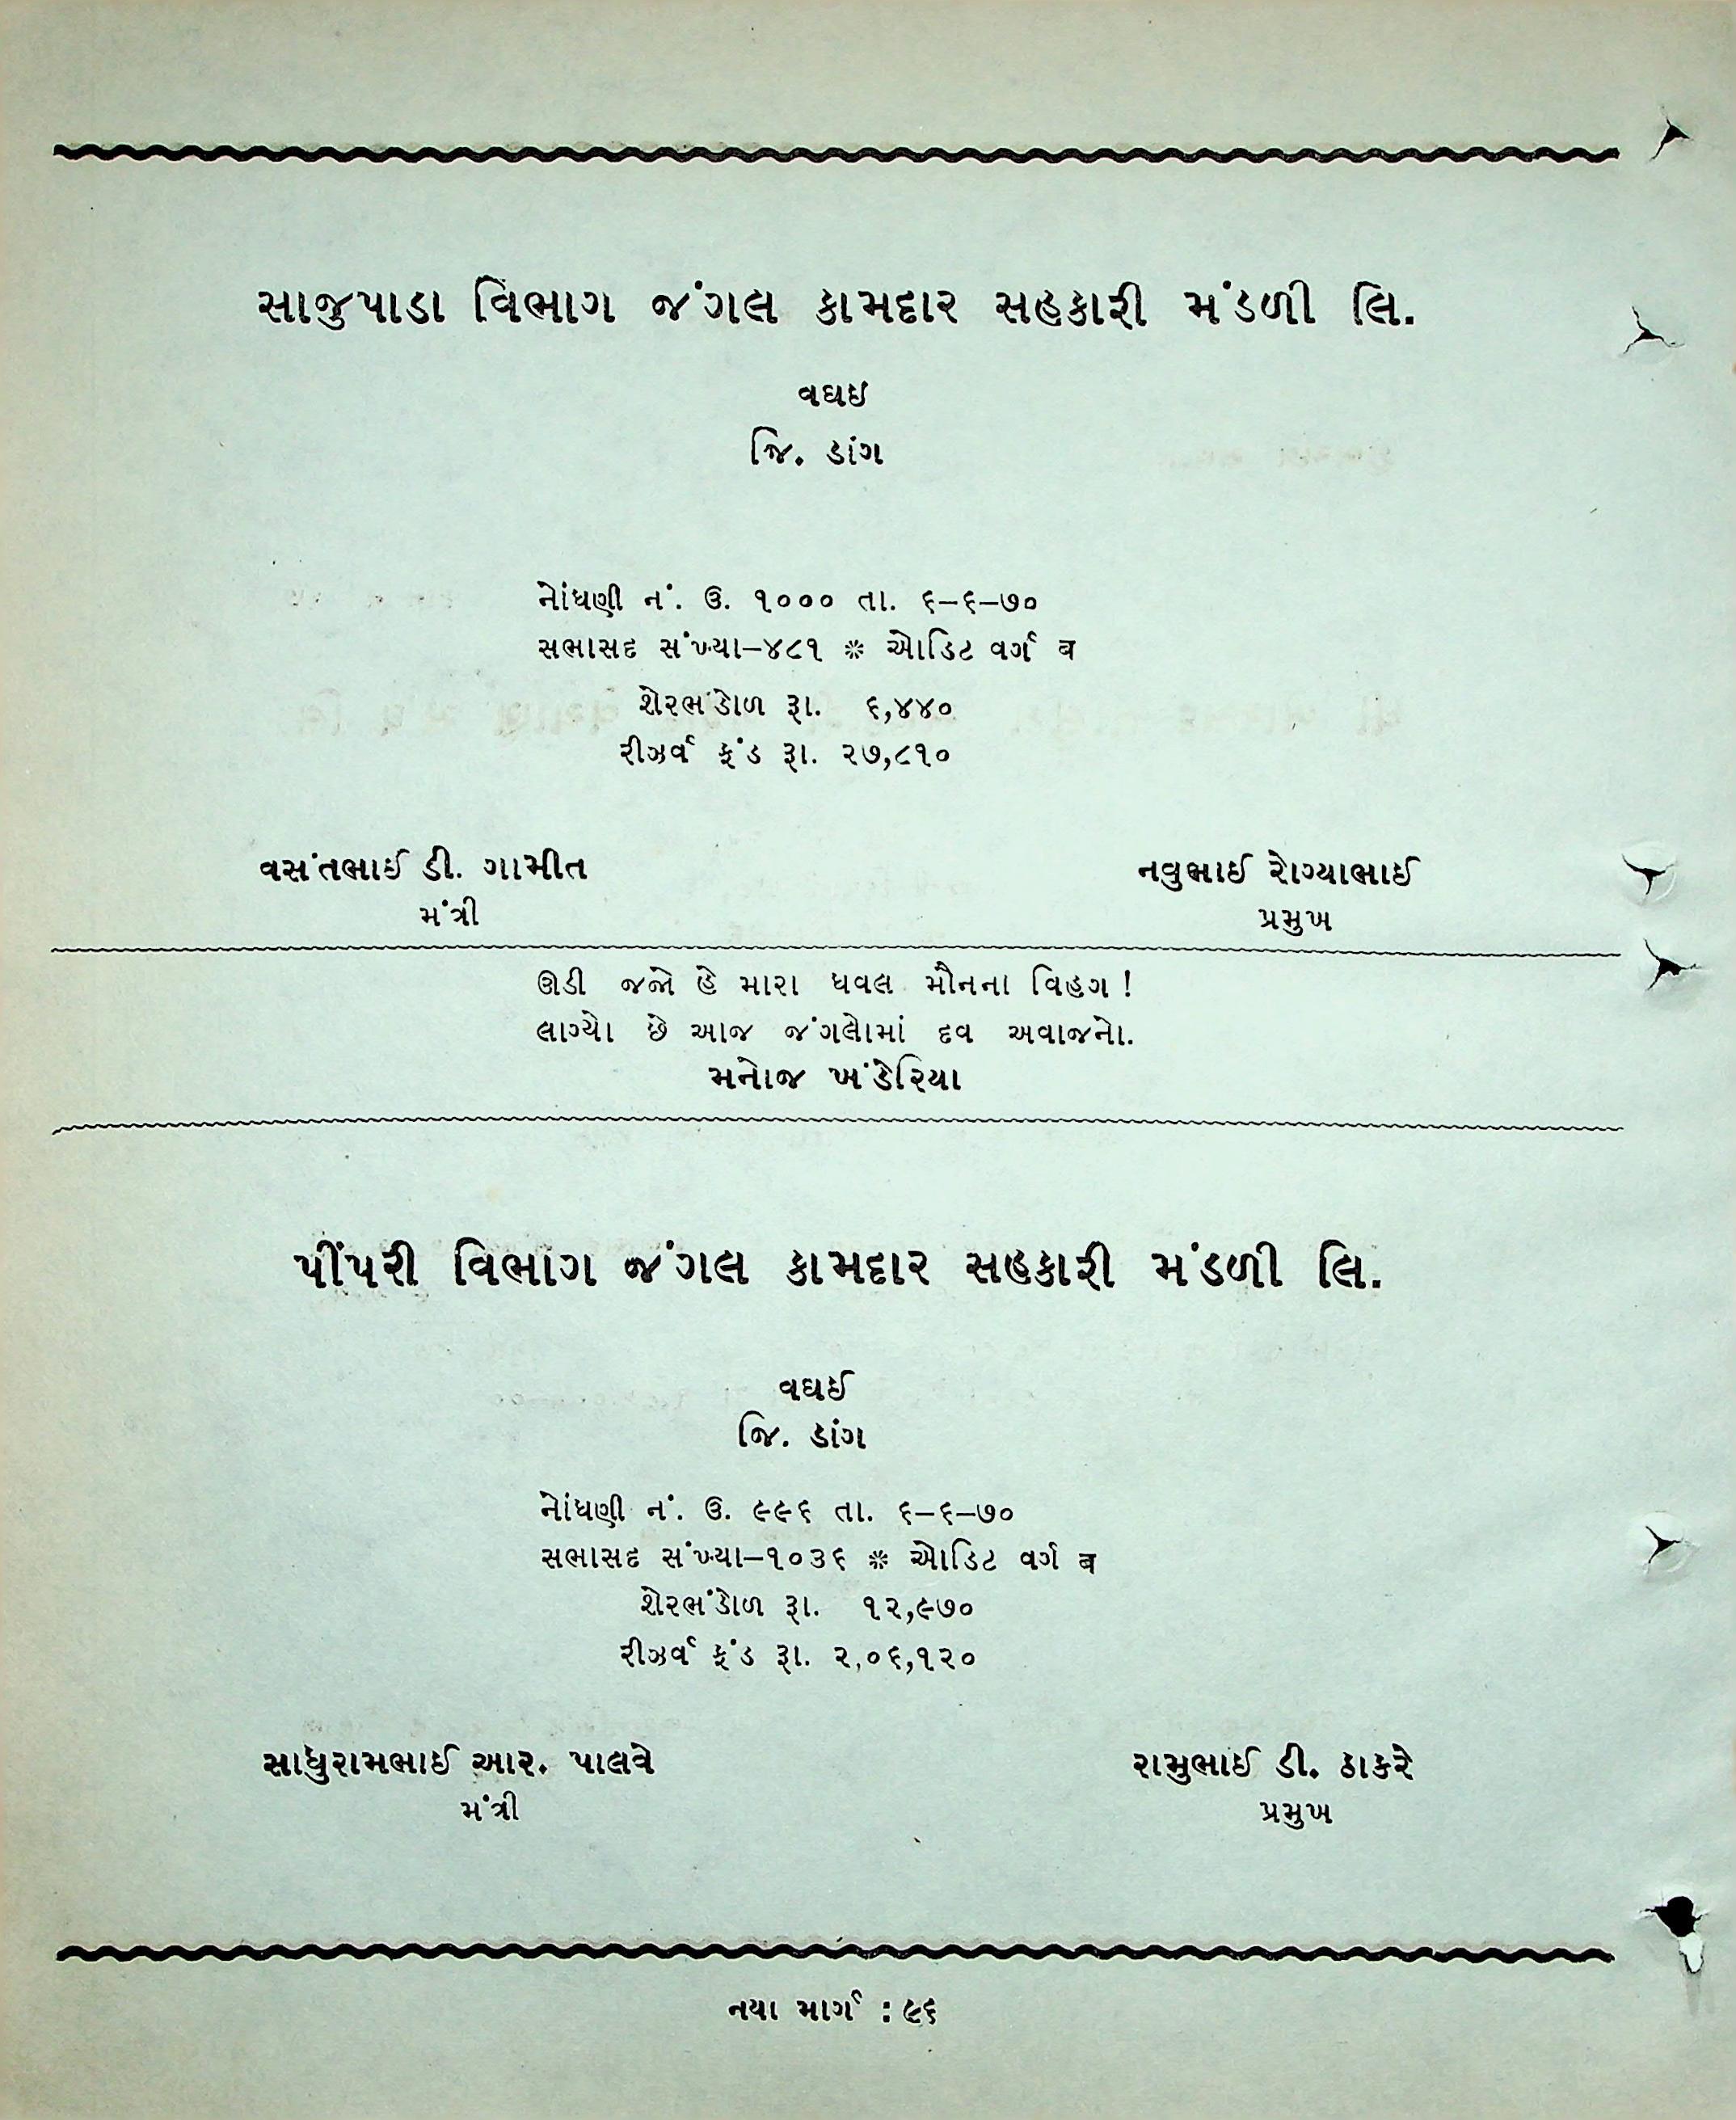 સાજુપાડા વિભાગ જંગલ કામદાર સહકારી મંડળી લિ.
વઘઇ
જિ. ડાંગ
નોંધણી નં. ઉ. ૧૦૦૦ તા. ૬–૬–૭૦
સભાસદ સંખ્યા–૪૮૧ * ઓડિટ વર્ગ ब
શેરભંડોળ રૂા. ૬,૪૪૦
રીઝર્વ ફંડ રૂા. ૨૭,૮૧૦
વસંતભાઈ ડી. ગામીત
મંત્રી
નવુભાઈ રોગ્યાભાઈ
પ્રમુખ
ઊડી જજો હે મારા ધવલ મૌનના વિહગ !
લાગ્યો છે આજ જંગલોમાં દવ અવાજનો.
મનોજ ખંડેરિયા
પીંપરી વિભાગ જંગલ કામદાર સહકારી મંડળી લિ.
વઘઈ
જિ. ડાંગ
નોંધણી નં. ઉ. ૯૯૬ તા. ૬–૬–૭૦
સભાસદ સંખ્યા–૧૦૩૬ * ઓડિટ વર્ગ ब
શેરભંડોળ રૂા. ૧૨,૯૭૦
રીઝર્વ ફંડ રૂા. ૨,૦૬,૧૨૦
સાધુરામભાઈ આર. પાલવે
મંત્રી
રામુભાઈ ડી. ઠાકરે
પ્રમુખ
નયા માર્ગ : ૯૬